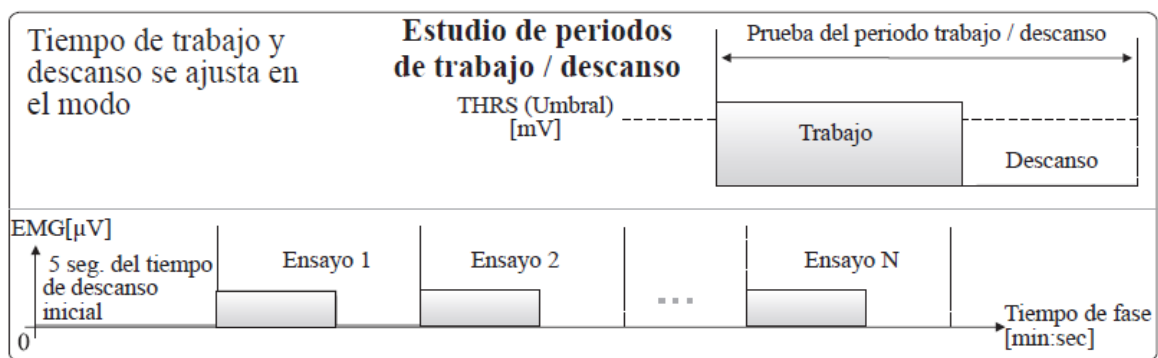 Tiempo de trabajo y
descanso se ajusta en
el modo
Estudio de periodos
de trabajo / descanso
THRS (Umbral)
[mV]
Prueba del periodo trabajo / descanso
Trabajo
Descanso
EMG[µV]
5 seg. del tiempo
de descanso
inicial
0
Ensayo 1
Ensayo 2
...
Ensayo N
Tiempo de fase
[min:sec]